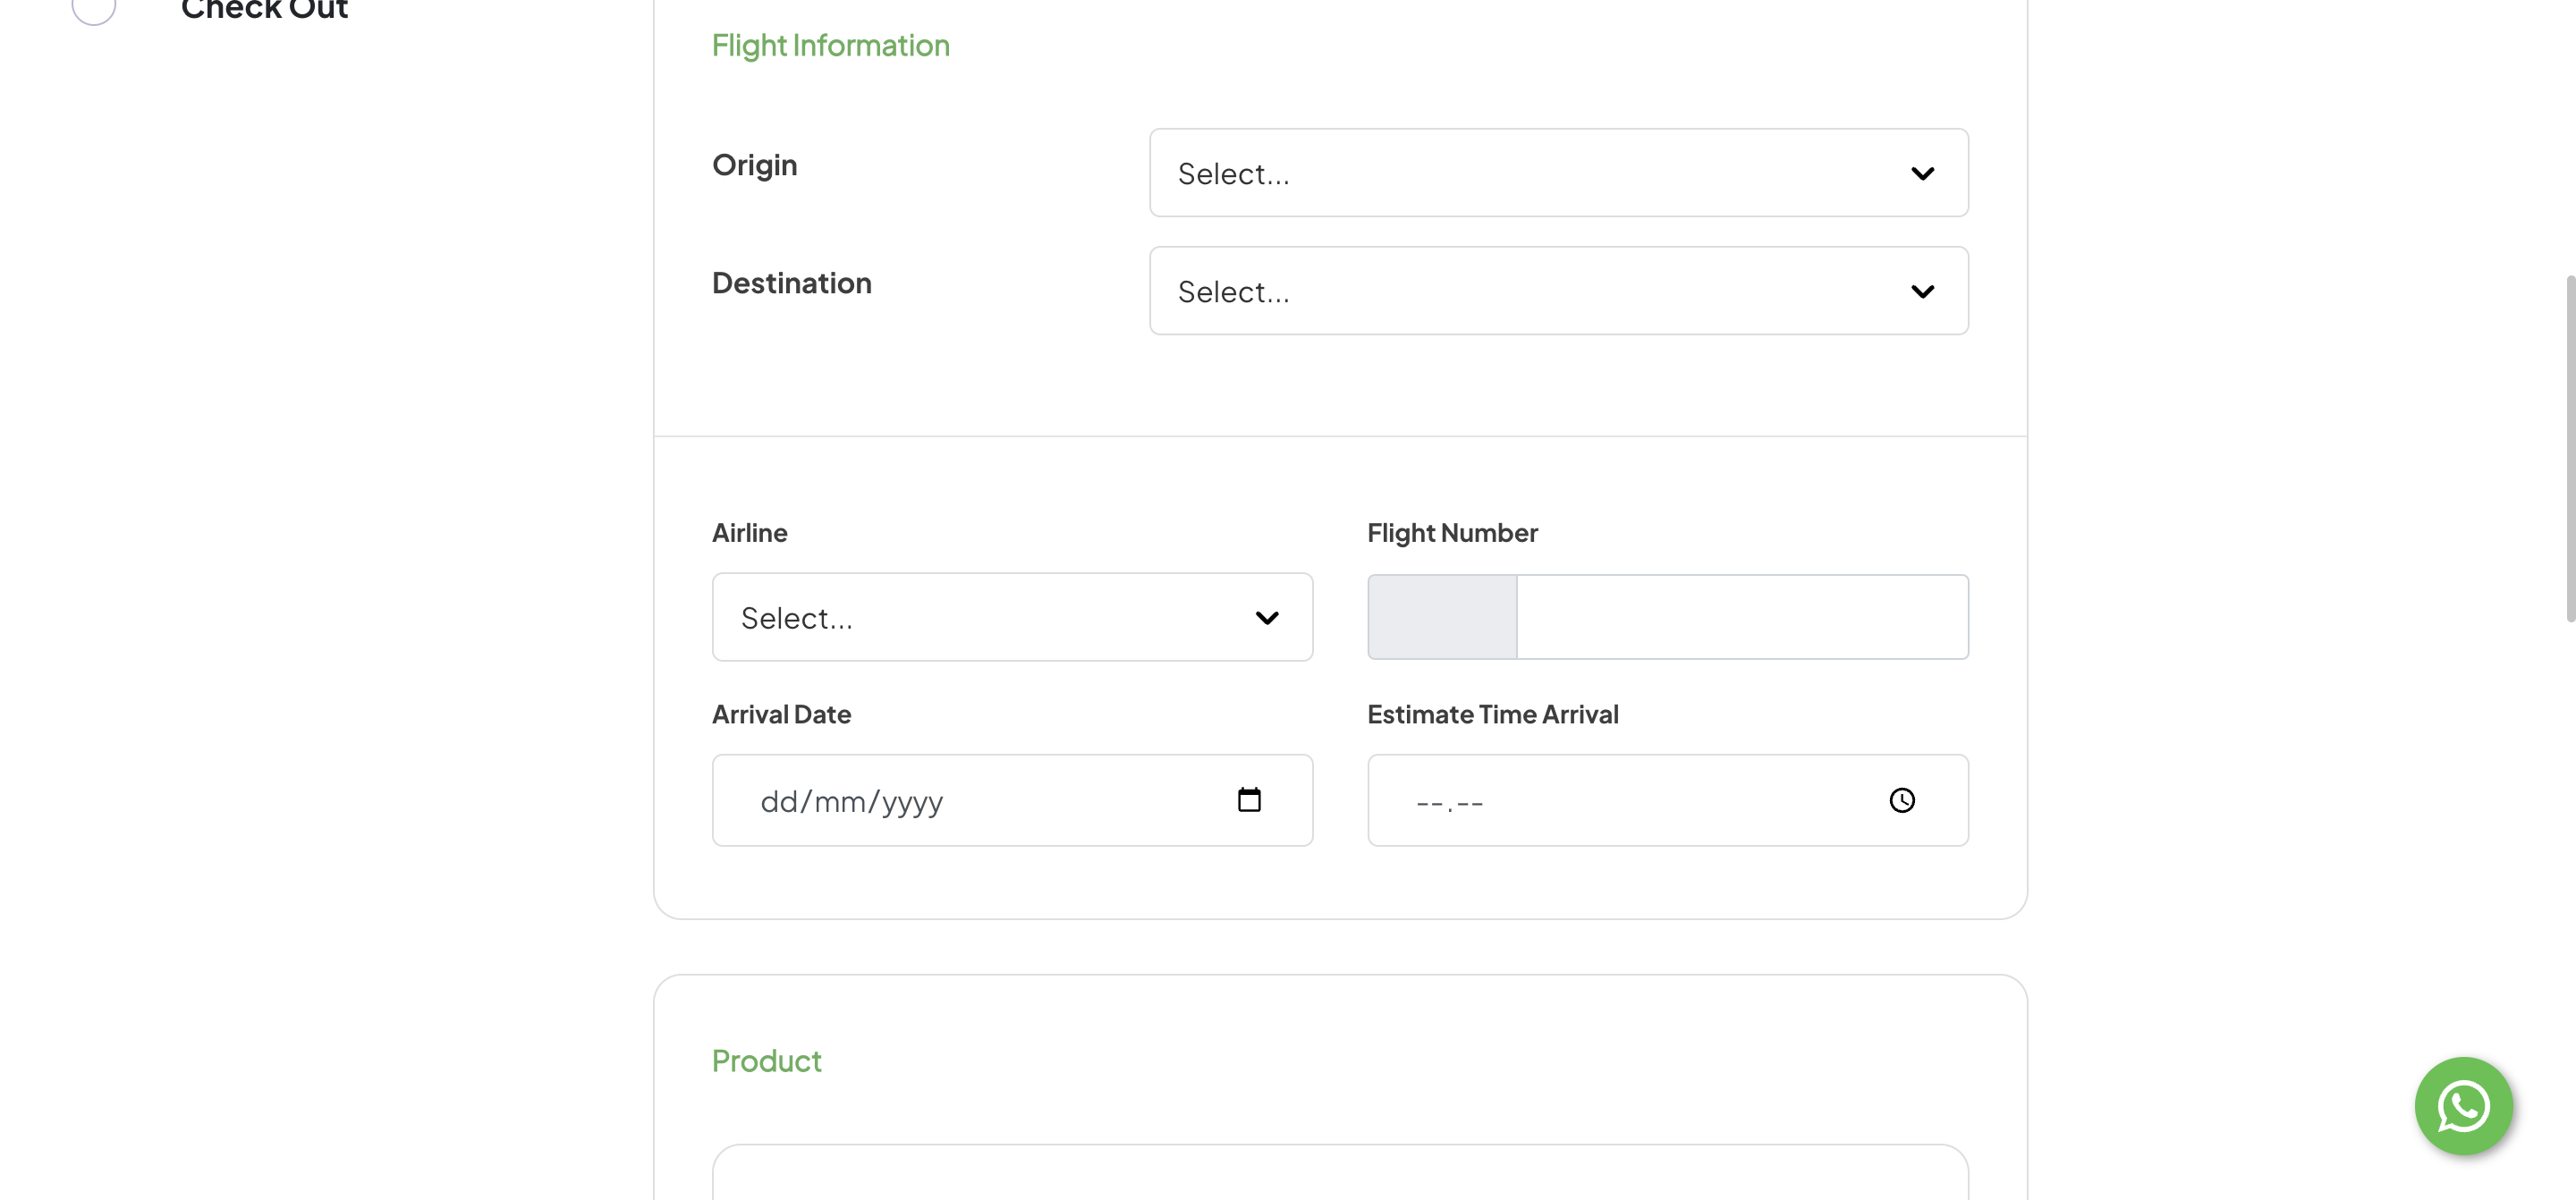 Check Out
Flight Information
Origin
Select...
Destination
Select...
Airline
Flight Number
Select...
Arrival Date
Estimate Time Arrival
dd/mm/yyyy
--.--
Product